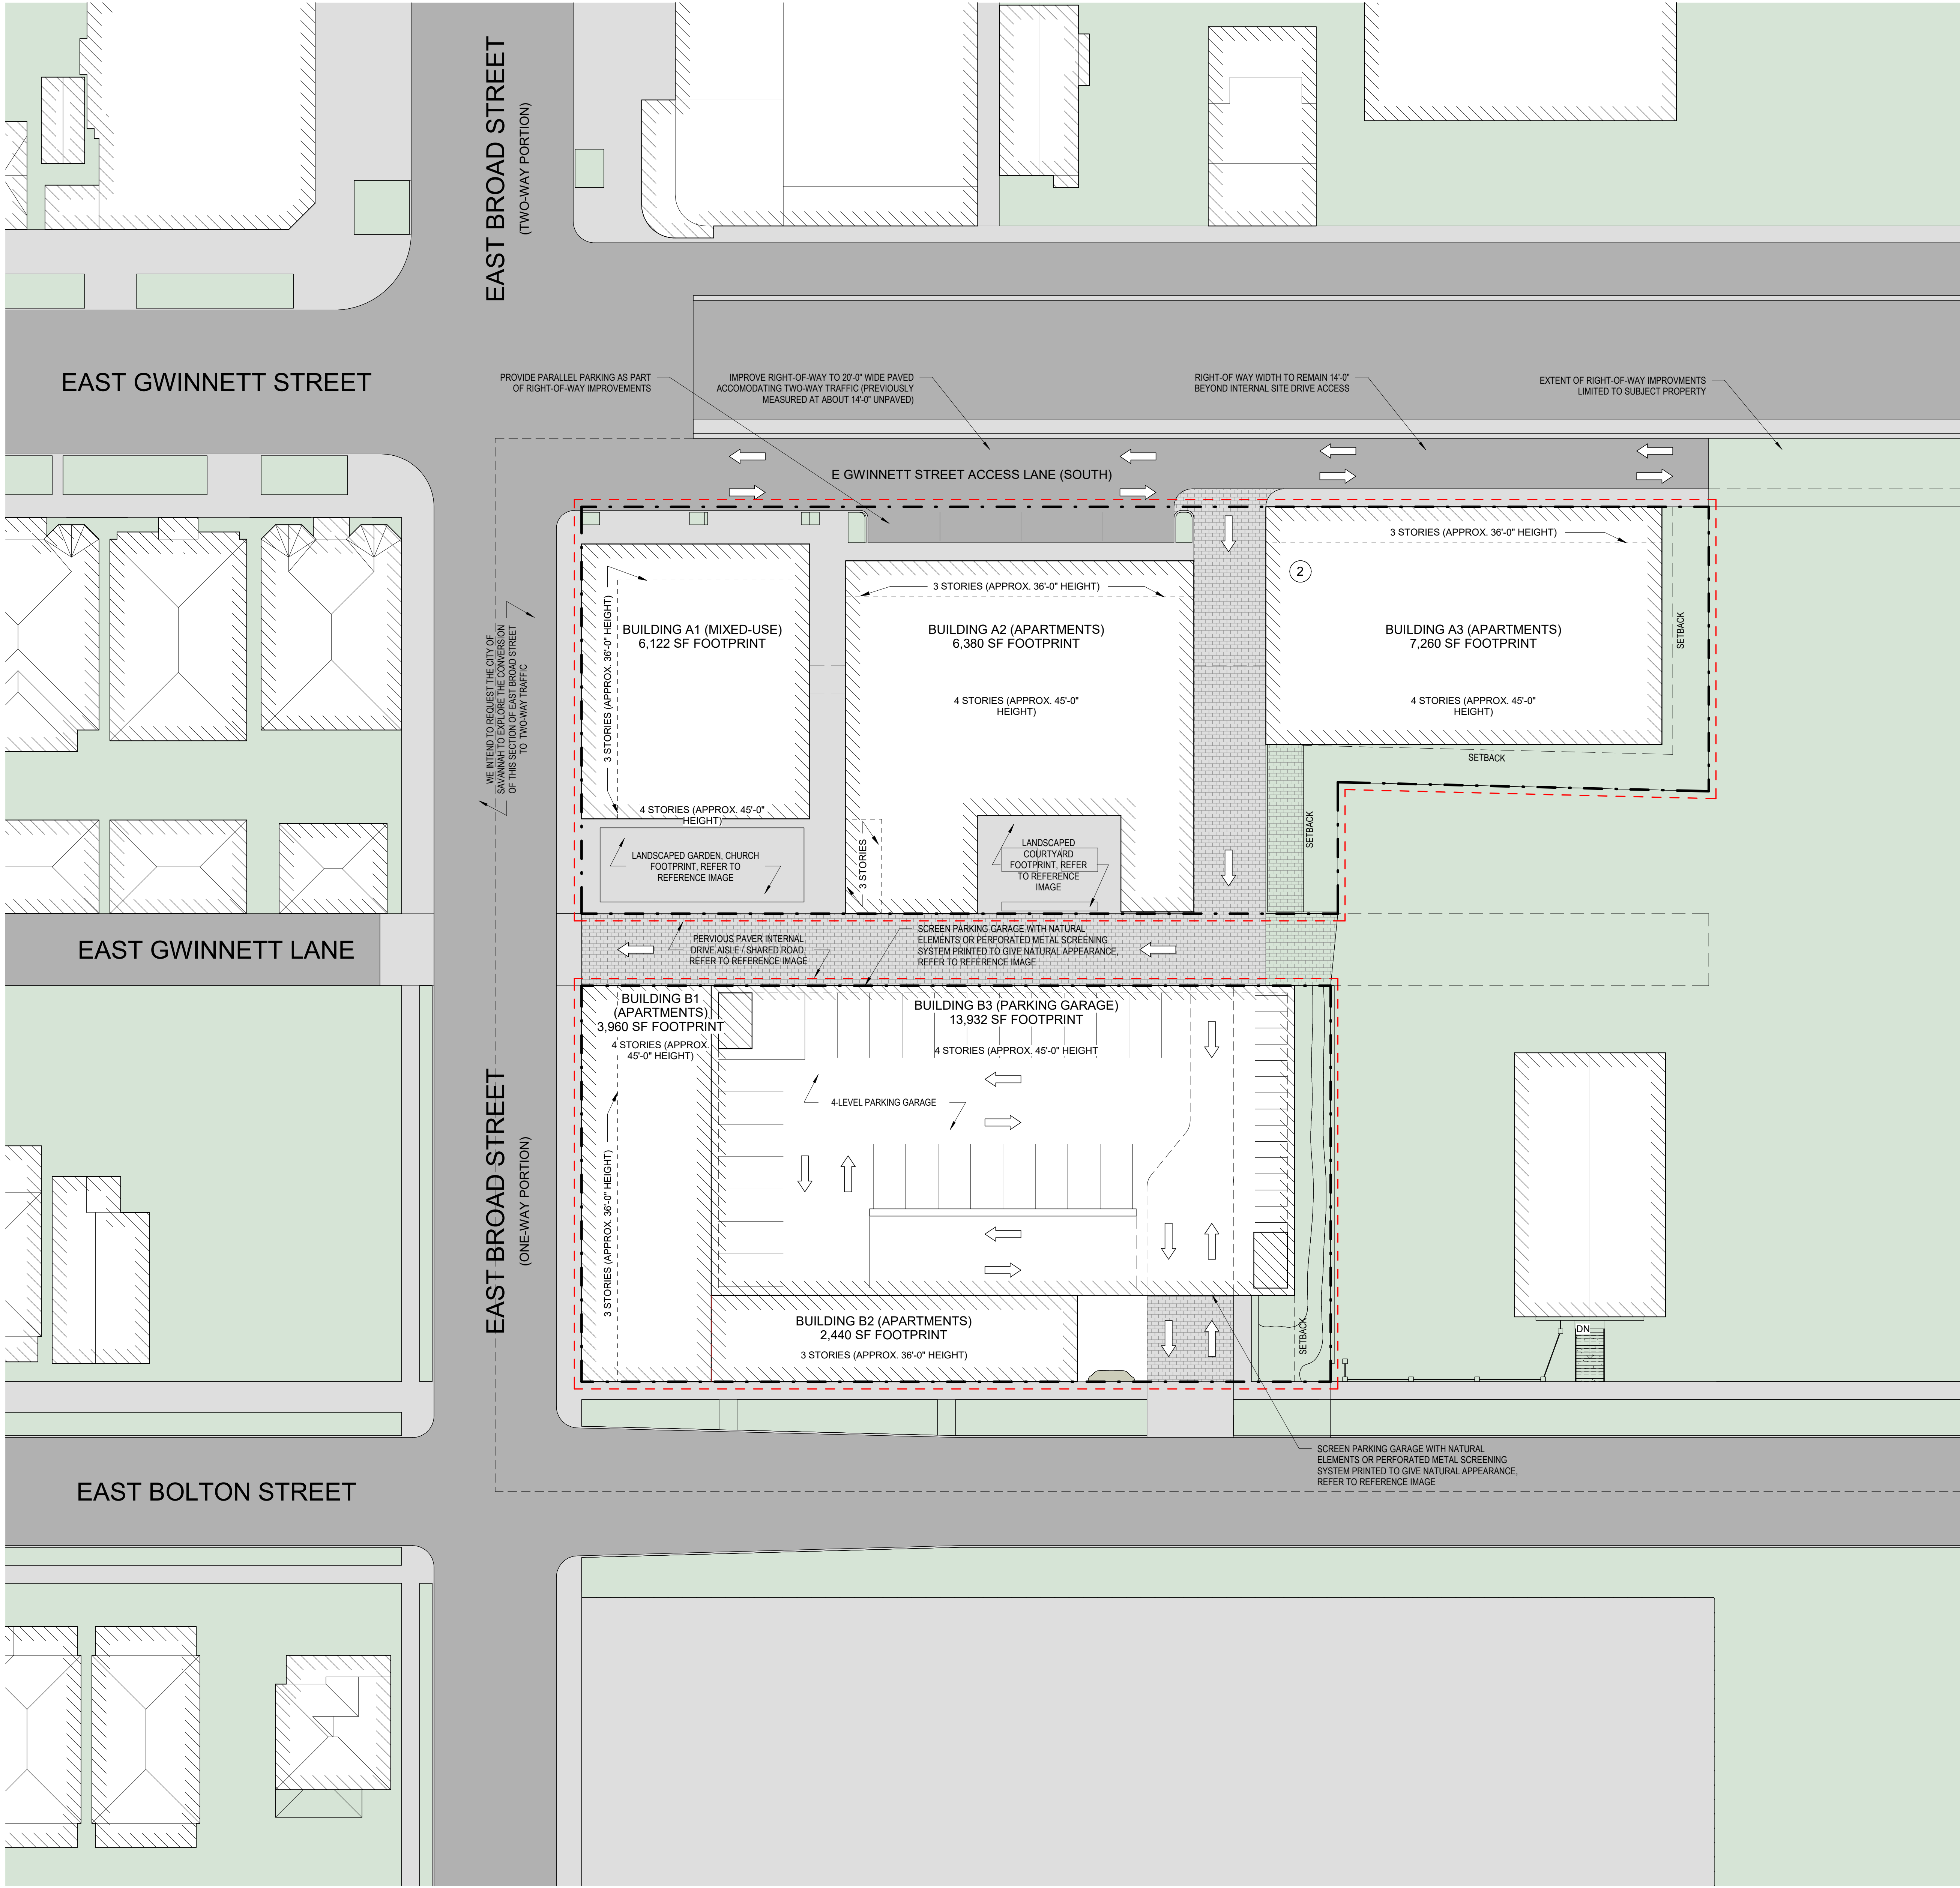 EAST BROAD STREET
(TWO-WAY PORTION)
EAST GWINNETT STREET
PROVIDE PARALLEL PARKING AS PART
OF RIGHT-OF-WAY IMPROVEMENTS
IMPROVE RIGHT-OF-WAY TO 20'-0" WIDE PAVED
ACCOMODATING TWO-WAY TRAFFIC (PREVIOUSLY
MEASURED AT ABOUT 14'-0" UNPAVED)
RIGHT-OF WAY WIDTH TO REMAIN 14'-0"
BEYOND INTERNAL SITE DRIVE ACCESS
EXTENT OF RIGHT-OF-WAY IMPROVMENTS
LIMITED TO SUBJECT PROPERTY
E GWINNETT STREET ACCESS LANE (SOUTH)
WE INTEND TO REQUEST THE CITY OF
SAVANNAH TO EXPLORE THE CONVERSION
OF THIS SECTION OF EAST BROAD STREET
TO TWO-WAY TRAFFIC
3 STORIES (APPROX. 36'-0" HEIGHT)
BUILDING A1 (MIXED-USE)
6,122 SF FOOTPRINT
4 STORIES (APPROX. 45'-0"
HEIGHT)
LANDSCAPED GARDEN, CHURCH
FOOTPRINT, REFER TO
REFERENCE IMAGE
3 STORIES (APPROX. 36'-0" HEIGHT)
BUILDING A2 (APARTMENTS)
6,380 SF FOOTPRINT
4 STORIES (APPROX. 45'-0"
HEIGHT)
3 STORIES
LANDSCAPED
COURTYARD
FOOTPRINT, REFER
TO REFERENCE
IMAGE
2
3 STORIES (APPROX. 36'-0" HEIGHT)
BUILDING A3 (APARTMENTS)
7,260 SF FOOTPRINT
4 STORIES (APPROX. 45'-0"
HEIGHT)
SETBACK
SETBACK
SETBACK
EAST GWINNETT LANE
PERVIOUS PAVER INTERNAL
DRIVE AISLE / SHARED ROAD,
REFER TO REFERENCE IMAGE
SCREEN PARKING GARAGE WITH NATURAL
ELEMENTS OR PERFORATED METAL SCREENING
SYSTEM PRINTED TO GIVE NATURAL APPEARANCE,
REFER TO REFERENCE IMAGE
BUILDING B1
(APARTMENTS)
3,960 SF FOOTPRINT
4 STORIES (APPROX.
45'-0" HEIGHT)
3 STORIES (APPROX. 36'-0" HEIGHT)
BUILDING B3 (PARKING GARAGE)
13,932 SF FOOTPRINT
4 STORIES (APPROX. 45'-0" HEIGHT
4-LEVEL PARKING GARAGE
EAST BROAD STREET
(ONE-WAY PORTION)
BUILDING B2 (APARTMENTS)
2,440 SF FOOTPRINT
3 STORIES (APPROX. 36'-0" HEIGHT)
SETBACK
DN
SCREEN PARKING GARAGE WITH NATURAL
ELEMENTS OR PERFORATED METAL SCREENING
SYSTEM PRINTED TO GIVE NATURAL APPEARANCE,
REFER TO REFERENCE IMAGE
EAST BOLTON STREET